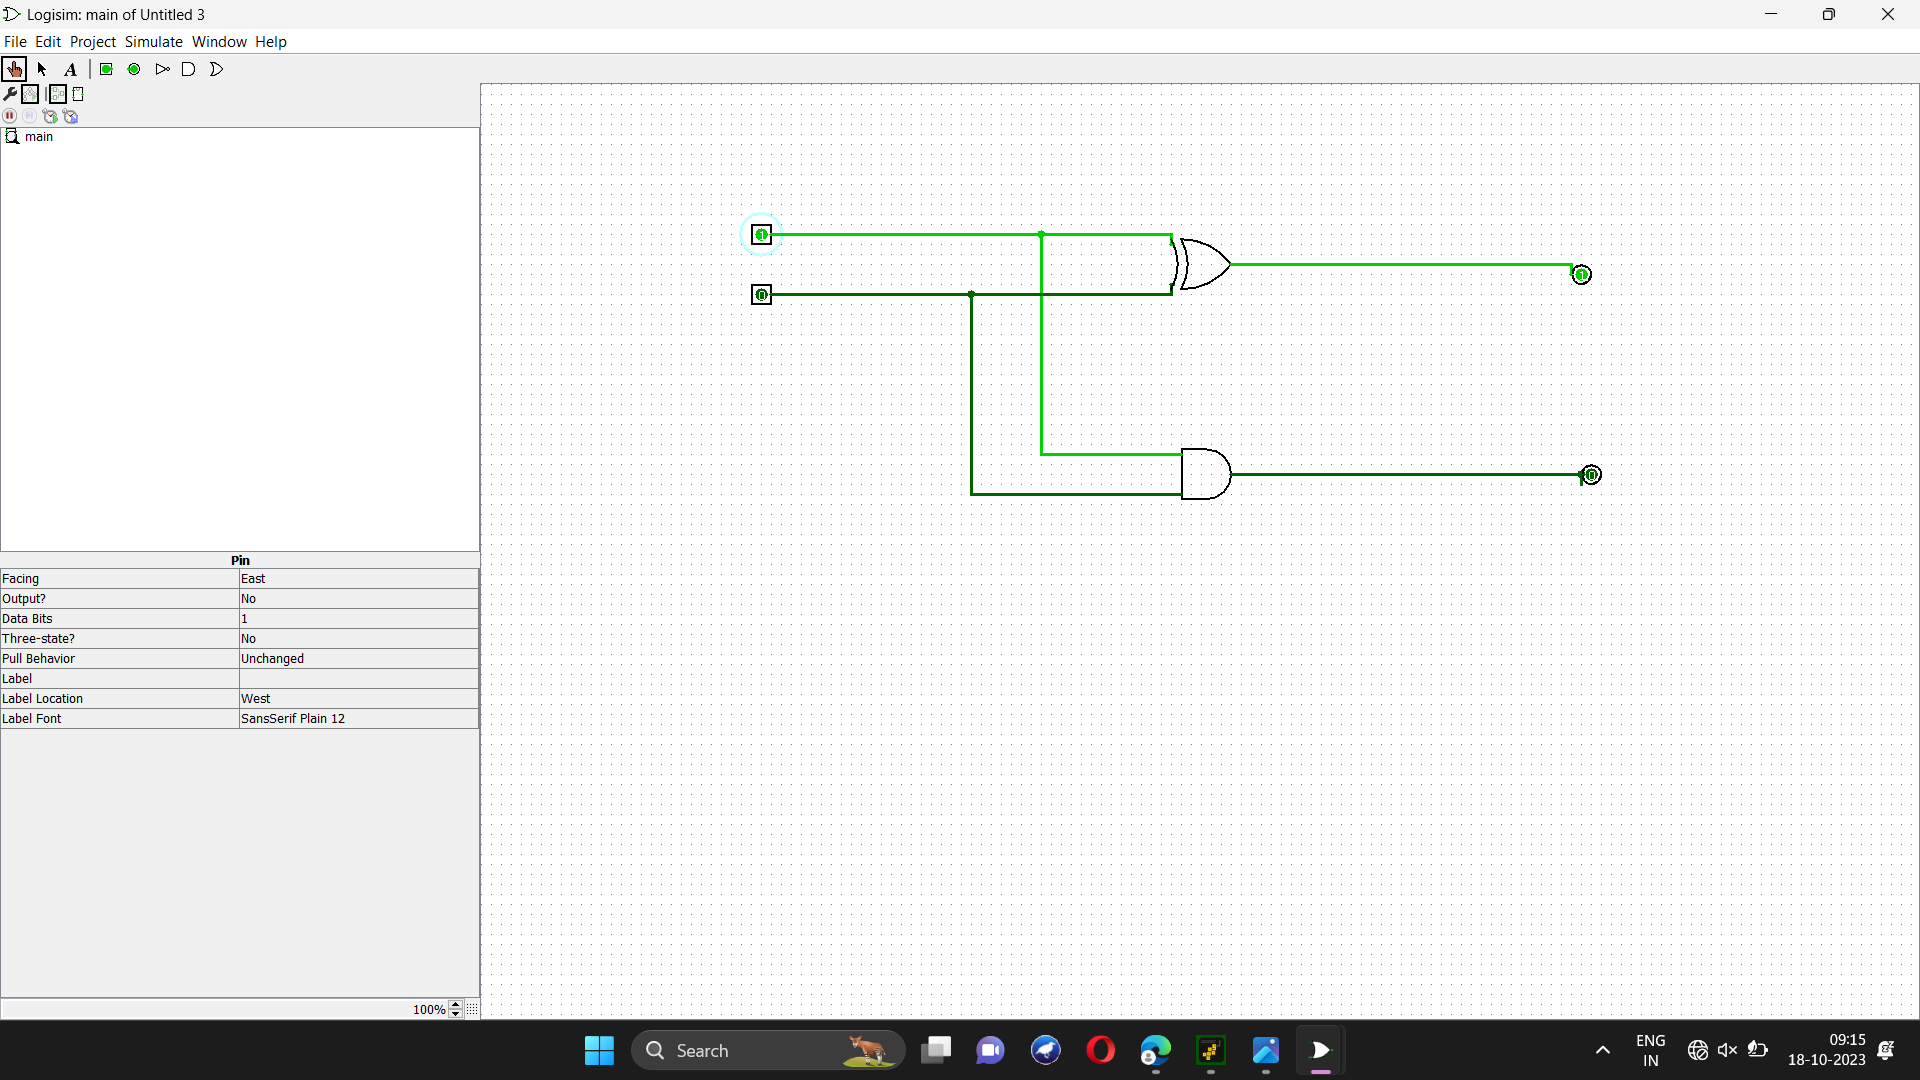 Logisim: main of Untitled 3
File Edit Project Simulate Window Help
A
main
1
0
1
0
Pin
Facing East
Output? No
Data Bits 1
Three-state? No
Pull Behavior Unchanged
Label
Label Location West
Label Font SansSerif Plain 12
100%
Search
ENG
IN
09:15
18-10-2023